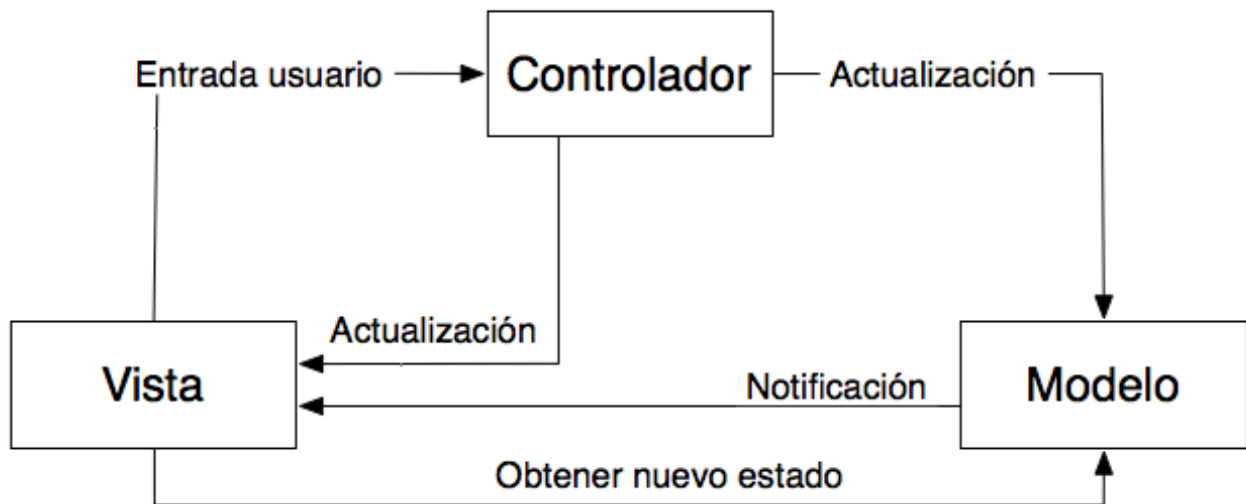 Entrada usuario
Controlador
Actualización
Actualización
Vista
Notificación
Modelo
Obtener nuevo estado